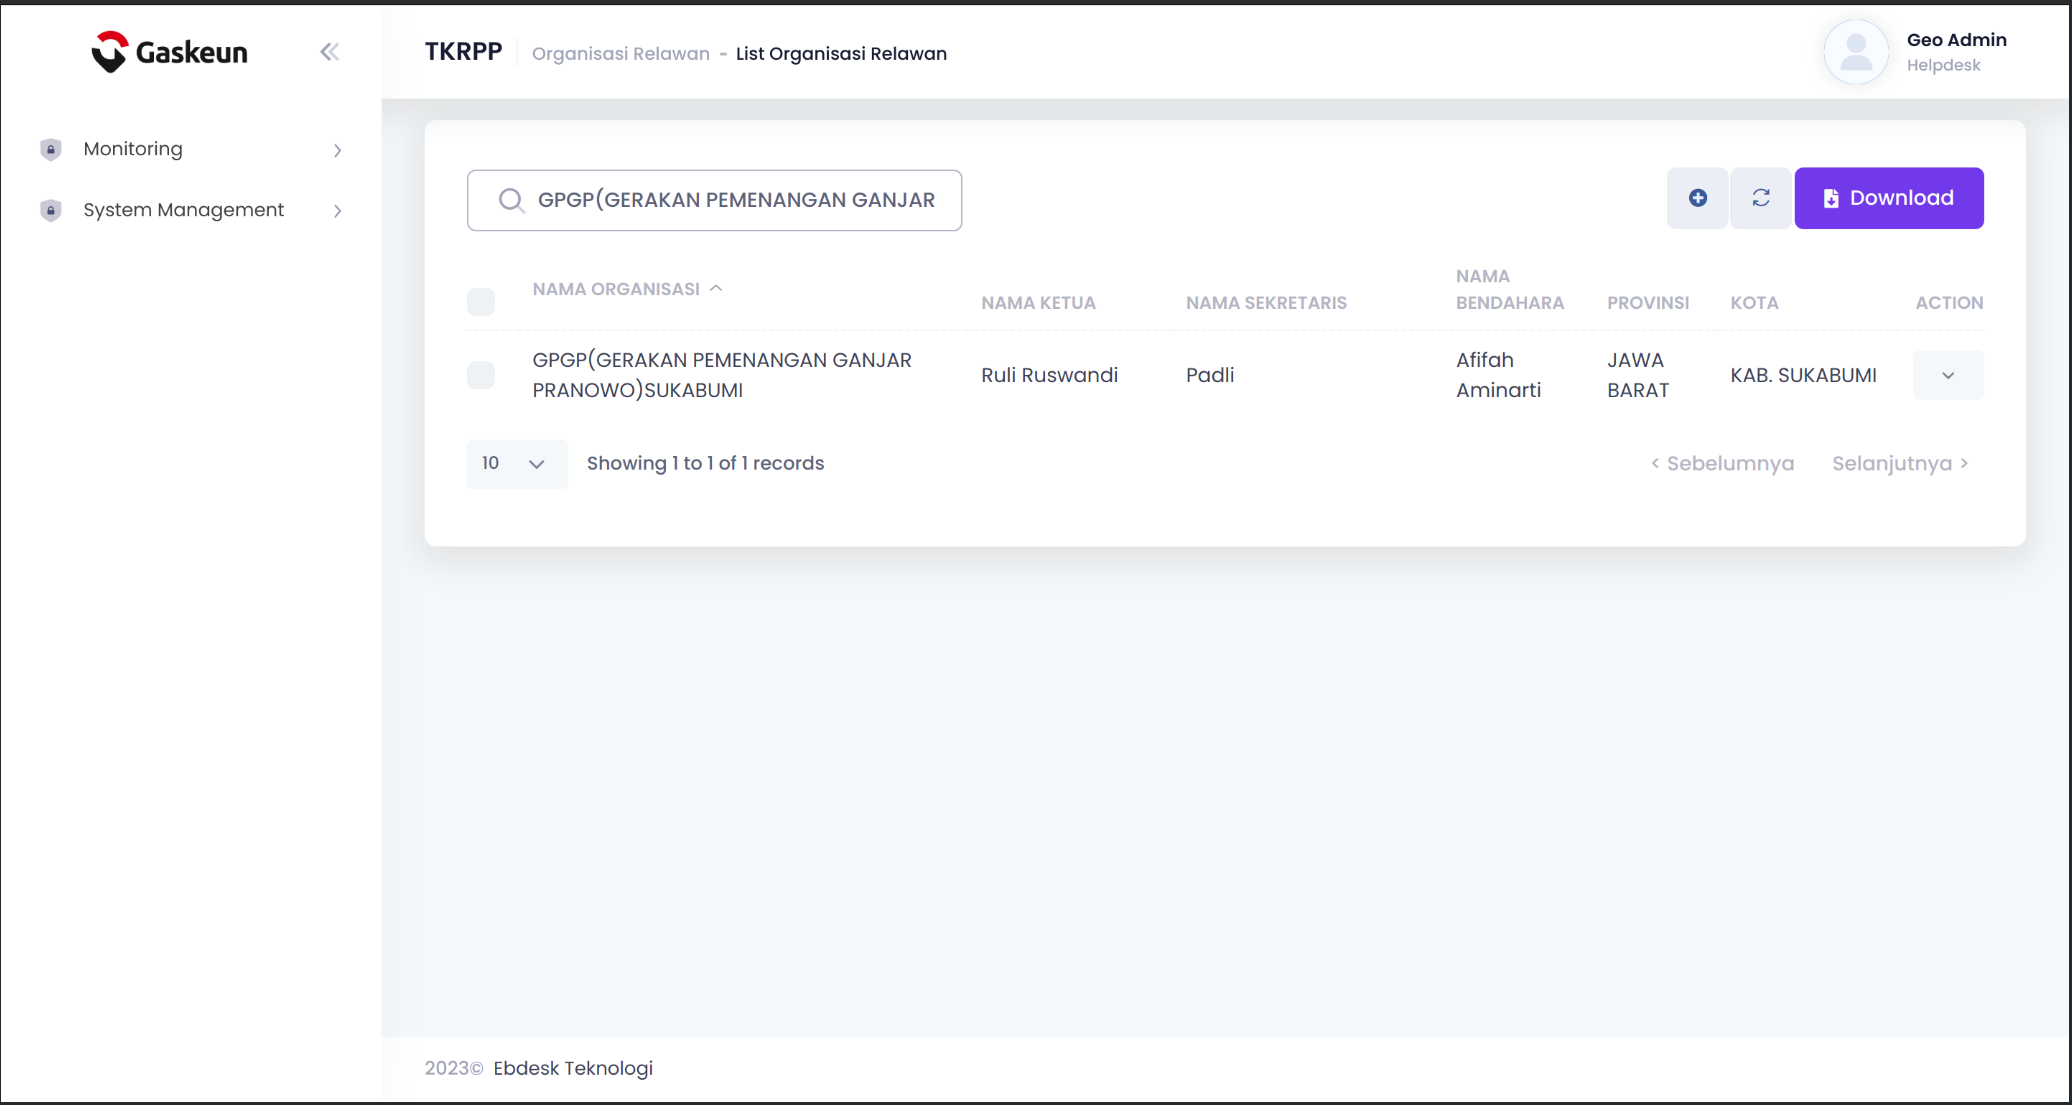 Gaskeun
Monitoring
System Management
TKRPP
Organisasi Relawan - List Organisasi Relawan
Geo Admin
Helpdesk
GPGP(GERAKAN PEMENANGAN GANJAR
Download
NAMA ORGANISASI
NAMA KETUA
NAMA SEKRETARIS
NAMA
BENDAHARA
PROVINSI
KOTA
ACTION
GPGP(GERAKAN PEMENANGAN GANJAR
PRANOWO)SUKABUMI
Ruli Ruswandi
Padli
Afifah
Aminarti
JAWA
BARAT
KAB. SUKABUMI
10
Showing 1 to 1 of 1 records
< Sebelumnya
Selanjutnya >
2023© Ebdesk Teknologi